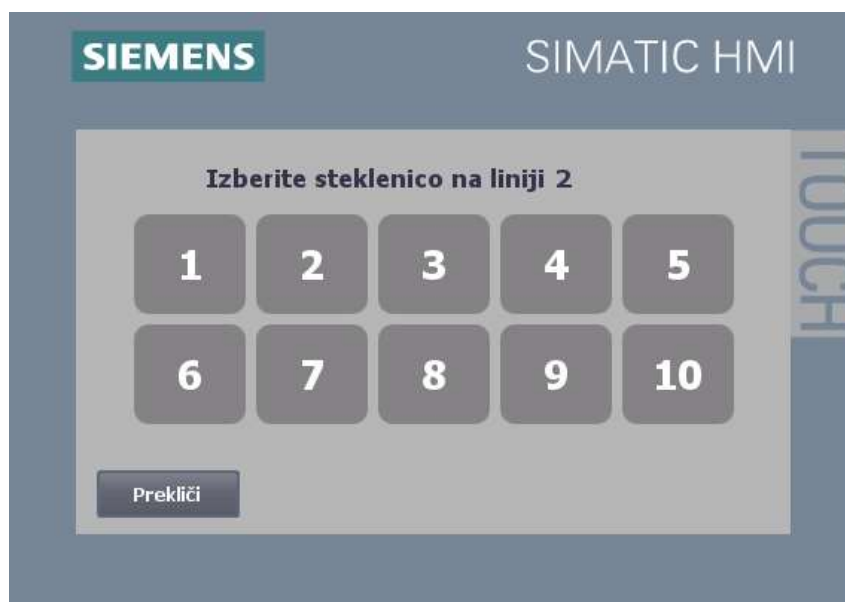 SIEMENS
SIMATIC HMI
TOUCH
Izberite steklenico na liniji 2
1 2 3 4 5
6 7 8 9 10
Prekliči